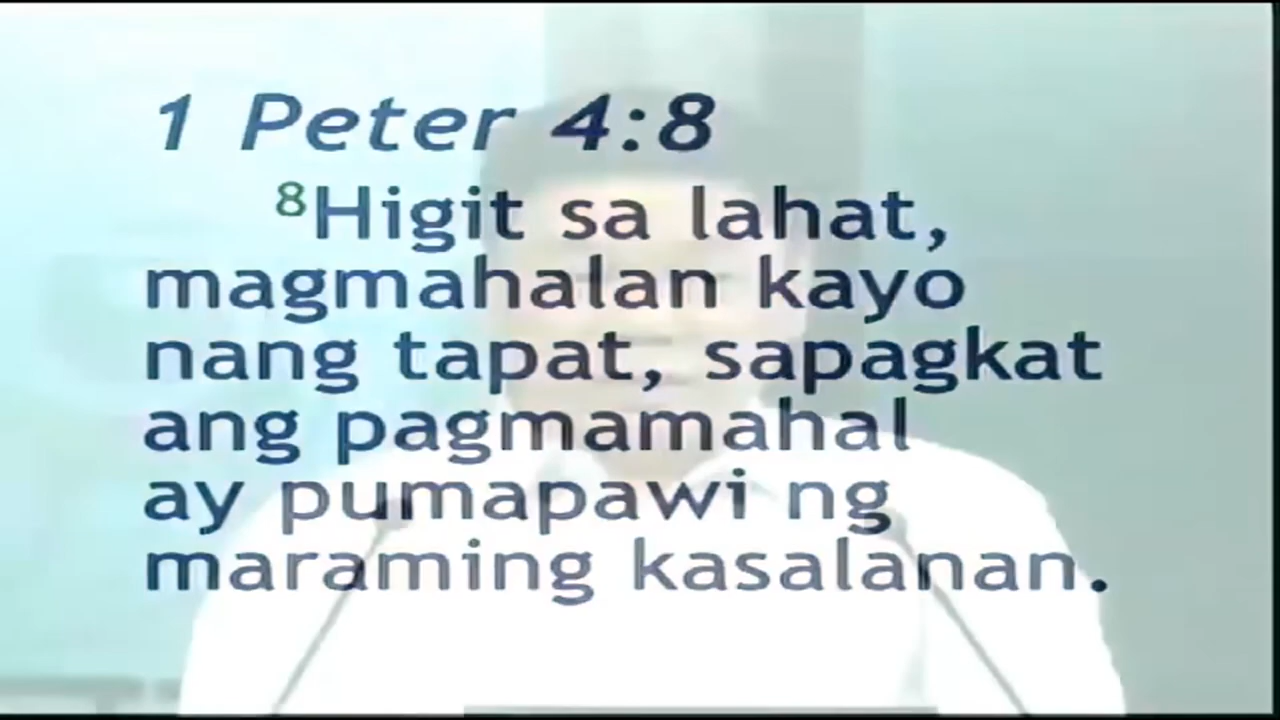 1 Peter 4:8
8Higit sa lahat,
magmahalan kayo
nang tapat, sapagkat
ang pagmamahal
ay pumapawi ng
maraming kasalanan.